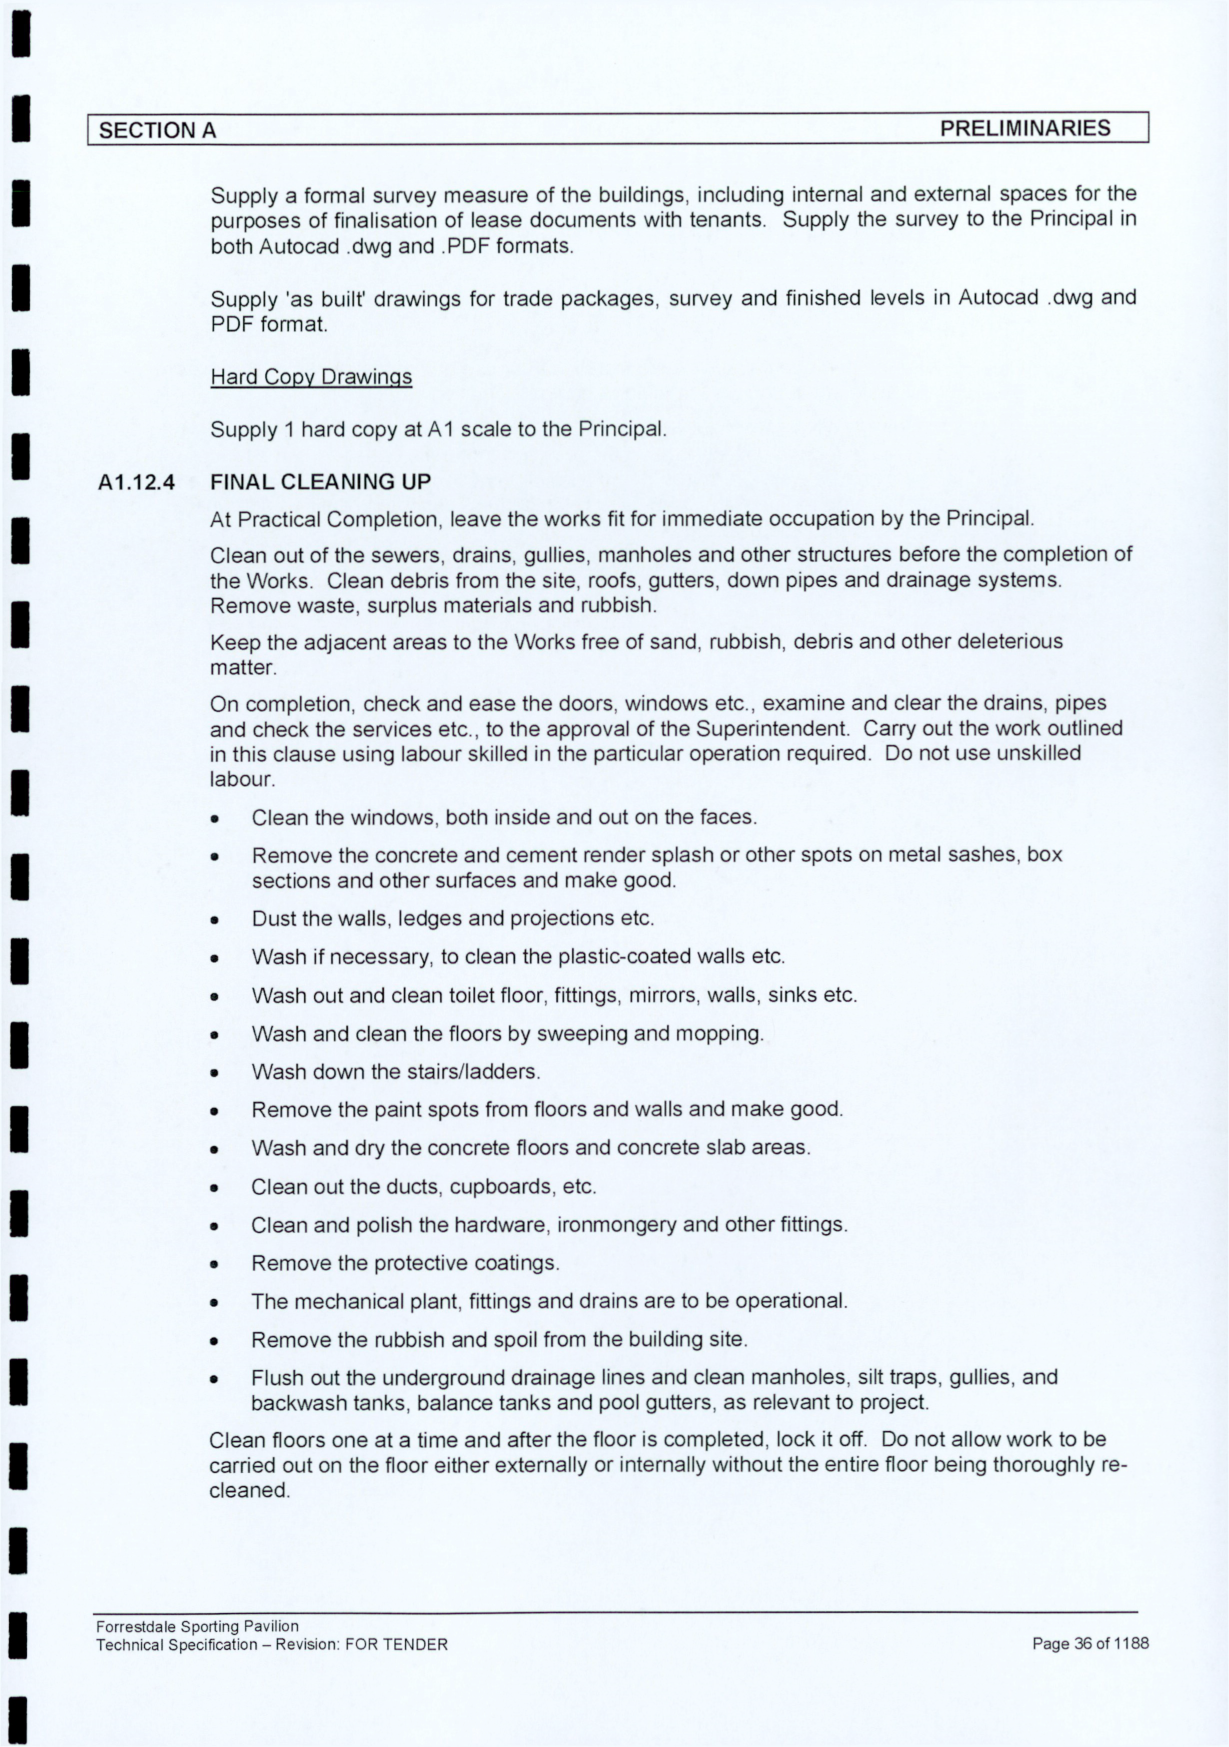 SECTION A PRELIMINARIES
Supply a formal survey measure of the buildings, including internal and external spaces for the
purposes of finalisation of lease documents with tenants. Supply the survey to the Principal in
both Autocad .dwg and .PDF formats.
Supply 'as built' drawings for trade packages, survey and finished levels in Autocad .dwg and
PDF format.
Hard Copy Drawings
Supply 1 hard copy at A1 scale to the Principal.
A1.12.4 FINAL CLEANING UP
At Practical Completion, leave the works fit for immediate occupation by the Principal.
Clean out of the sewers, drains, gullies, manholes and other structures before the completion of
the Works. Clean debris from the site, roofs, gutters, down pipes and drainage systems.
Remove waste, surplus materials and rubbish.
Keep the adjacent areas to the Works free of sand, rubbish, debris and other deleterious
matter.
On completion, check and ease the doors, windows etc., examine and clear the drains, pipes
and check the services etc., to the approval of the Superintendent. Carry out the work outlined
in this clause using labour skilled in the particular operation required. Do not use unskilled
labour.
• Clean the windows, both inside and out on the faces.
• Remove the concrete and cement render splash or other spots on metal sashes, box
sections and other surfaces and make good.
• Dust the walls, ledges and projections etc.
• Wash if necessary, to clean the plastic-coated walls etc.
• Wash out and clean toilet floor, fittings, mirrors, walls, sinks etc.
• Wash and clean the floors by sweeping and mopping.
• Wash down the stairs/ladders.
• Remove the paint spots from floors and walls and make good.
• Wash and dry the concrete floors and concrete slab areas.
• Clean out the ducts, cupboards, etc.
• Clean and polish the hardware, ironmongery and other fittings.
• Remove the protective coatings.
• The mechanical plant, fittings and drains are to be operational.
• Remove the rubbish and spoil from the building site.
• Flush out the underground drainage lines and clean manholes, silt traps, gullies, and
backwash tanks, balance tanks and pool gutters, as relevant to project.
Clean floors one at a time and after the floor is completed, lock it off. Do not allow work to be
carried out on the floor either externally or internally without the entire floor being thoroughly re-
cleaned.
Forrestdale Sporting Pavilion
Technical Specification – Revision: FOR TENDER Page 36 of 1188